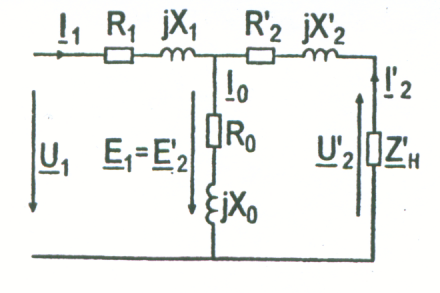 I₁ R₁ jX₁ R'₂ jX'₂
I₀ I'₂
U₁ E₁=E'₂ R₀ U'₂ Z'н
jX₀